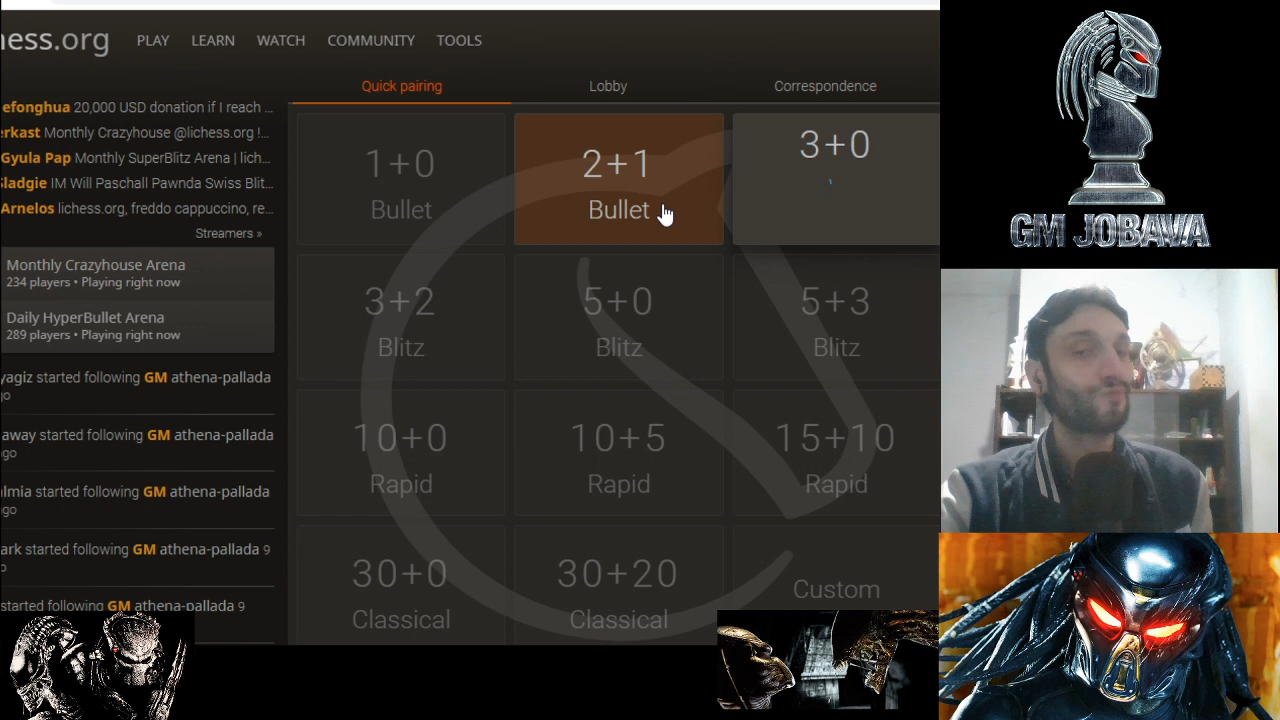 ness.org
PLAY LEARN WATCH COMMUNITY TOOLS
Quick pairing Lobby Correspondence
efonghua 20,000 USD donation if I reach ...
erkast Monthly Crazyhouse @lichess.org !...
Gyula Pap Monthly SuperBlitz Arena | lich...
Sladgie IM Will Paschall Pawnda Swiss Blit...
Arnelos lichess.org, freddo cappuccino, re...
Streamers »
Monthly Crazyhouse Arena
234 players • Playing right now
Daily HyperBullet Arena
289 players • Playing right now
yagiz started following GM athena-pallada
go
away started following GM athena-pallada
ago
almia started following GM athena-pallada
go
ark started following GM athena-pallada 9
o
started following GM athena-pallada 9
1+0
Bullet
2+1
Bullet
3+0
3+2
Blitz
5+0
Blitz
5+3
Blitz
10+0
Rapid
10+5
Rapid
15+10
Rapid
30+0
Classical
30+20
Classical
Custom
GM JOBAVA